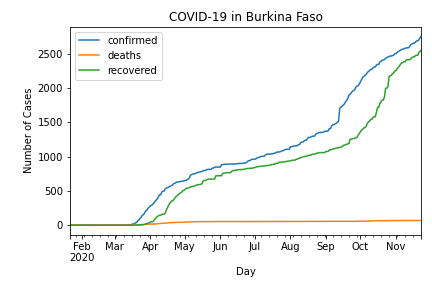 COVID-19 in Burkina Faso
confirmed
deaths
recovered
Number of Cases
2500
2000
1500
1000
500
0
Feb Mar Apr May Jun Jul Aug Sep Oct Nov
2020
Day